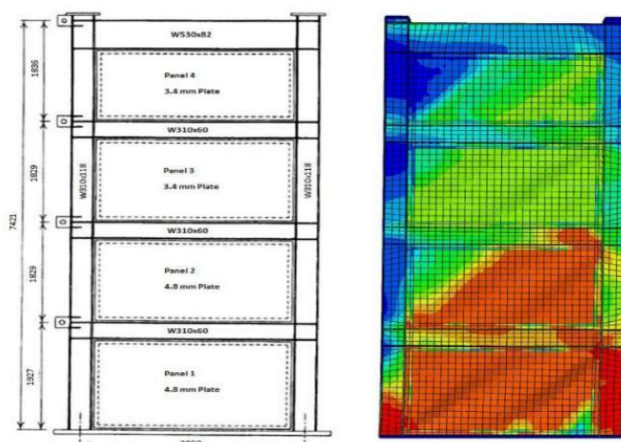 W530x82
Panel 4
3.4 mm Plate
W310x60
Panel 3
3.4 mm Plate
W310x60
Panel 2
4.8 mm Plate
W310x60
Panel 1
4.8 mm Plate
W310x118
W310x118
1836
1829
1829
1927
7421